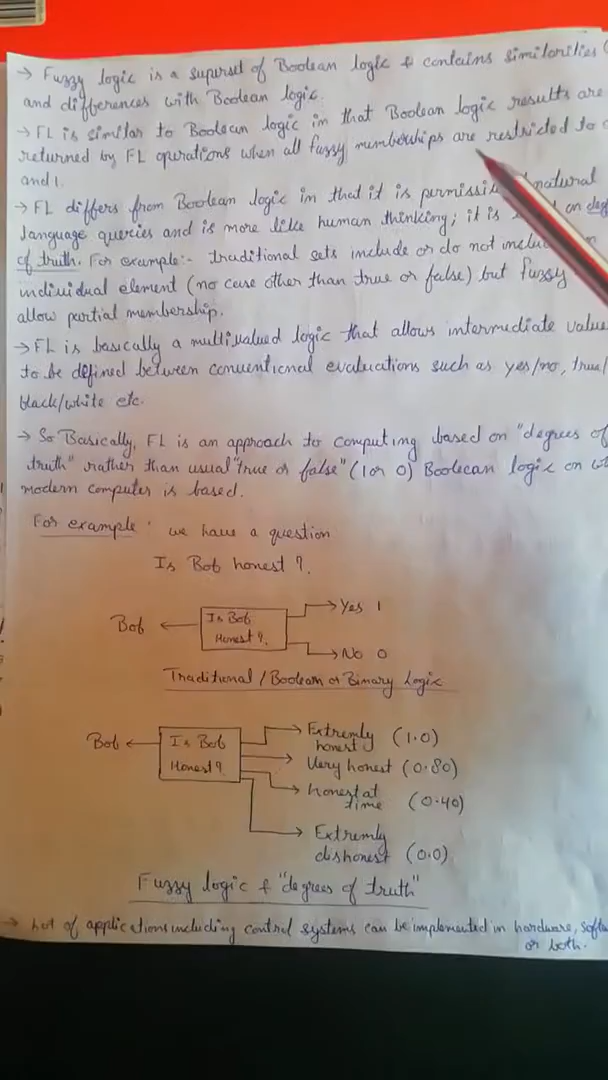 → Fuzzy logic is a superset of Boolean logic & contains similarities
and differences with Boolean logic.
→ FL is similar to Boolean logic in that Boolean logic results are
returned by FL operations when all fuzzy memberships are restricted to
and 1.
→ FL differs from Boolean logic in that it is permissi natural
language queries and is more like human thinking; it is on deg
of truth. For example:- traditional sets include or do not include an
individual element (no case other than true or false) but fuzzy
allow partial membership.
→ FL is basically a multivalued logic that allows intermediate value
to be defined between conventional evaluations such as yes/no, true/
black/white etc.
→ So Basically, FL is an approach to computing based on "degrees of
truth" rather than usual "true or false" (1 or 0) Boolean logic on w
modern computer is based.
For example: we have a question
Is Bob honest?
Bob ← Is Bob Honest? → Yes 1
→ No 0
Traditional / Boolean or Binary Logic
Bob ← Is Bob Honest? → Extremly honest (1.0)
→ Very honest (0.80)
→ honest at time (0.40)
→ Extremly dishonest (0.0)
Fuzzy logic & "degrees of truth"
→ Lot of applications including control systems can be implemented in hardware, softw
or both.